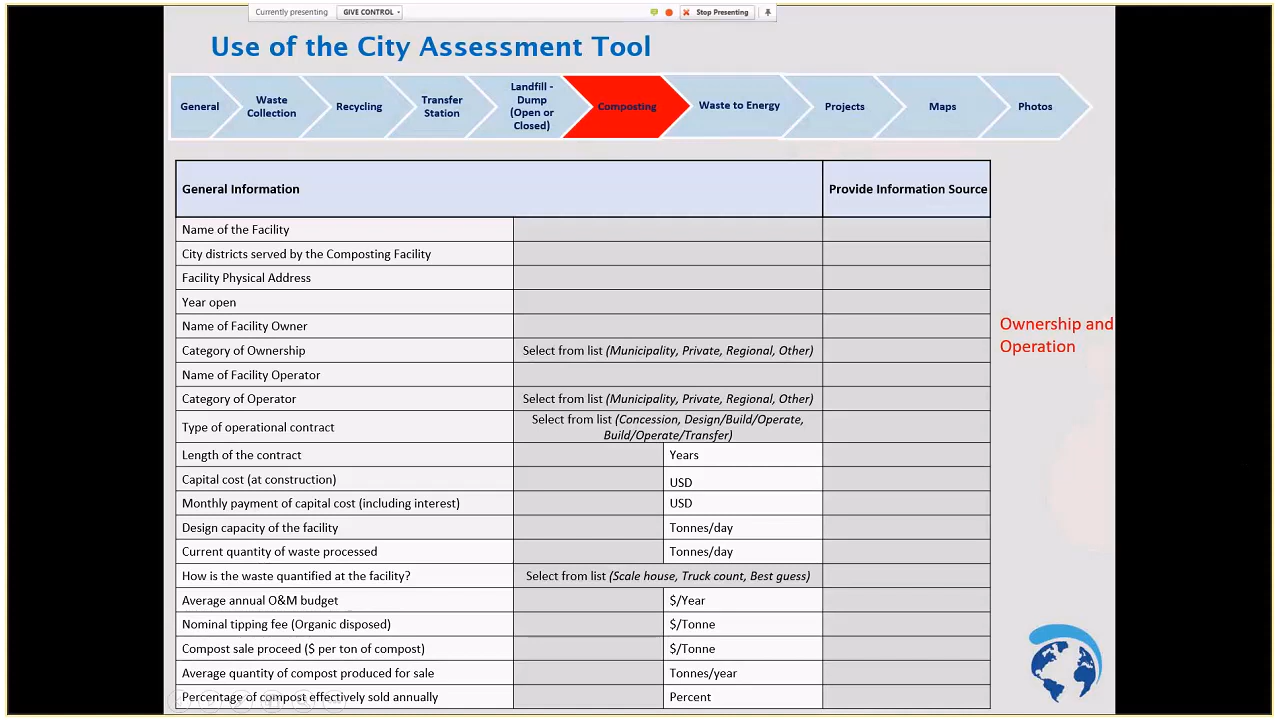 Currently presenting GIVE CONTROL Stop Presenting
Use of the City Assessment Tool
General
Waste
Collection
Recycling
Transfer
Station
Landfill -
Dump
(Open or
Closed)
Composting
Waste to Energy
Projects
Maps
Photos
General Information Provide Information Source
Name of the Facility
City districts served by the Composting Facility
Facility Physical Address
Year open
Name of Facility Owner
Category of Ownership Select from list (Municipality, Private, Regional, Other)
Name of Facility Operator
Category of Operator Select from list (Municipality, Private, Regional, Other)
Type of operational contract Select from list (Concession, Design/Build/Operate,
Build/Operate/Transfer)
Length of the contract Years
Capital cost (at construction) USD
Monthly payment of capital cost (including interest) USD
Design capacity of the facility Tonnes/day
Current quantity of waste processed Tonnes/day
How is the waste quantified at the facility? Select from list (Scale house, Truck count, Best guess)
Average annual O&M budget $/Year
Nominal tipping fee (Organic disposed) $/Tonne
Compost sale proceed ($ per ton of compost) $/Tonne
Average quantity of compost produced for sale Tonnes/year
Percentage of compost effectively sold annually Percent
Ownership and
Operation